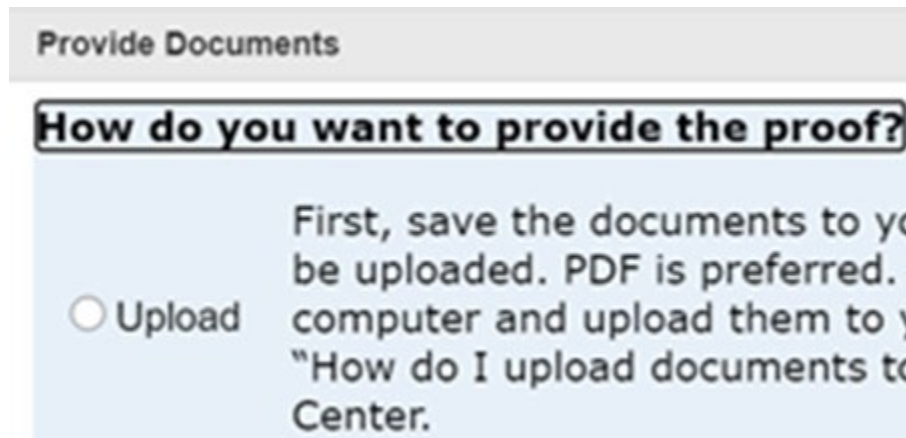 Provide Documents
How do you want to provide the proof?
Upload
First, save the documents to
be uploaded. PDF is preferred.
computer and upload them to
“How do I upload documents
Center.